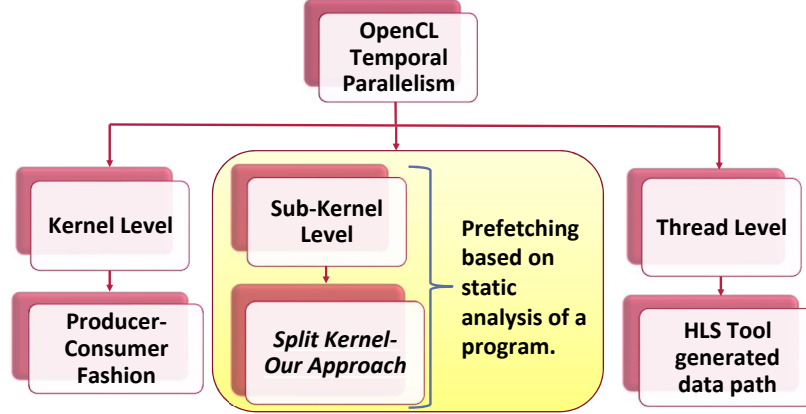 OpenCL
Temporal
Parallelism
Kernel Level
Producer-
Consumer
Fashion
Sub-Kernel
Level
Split Kernel-
Our Approach
Prefetching
based on
static
analysis of a
program.
Thread Level
HLS Tool
generated
data path